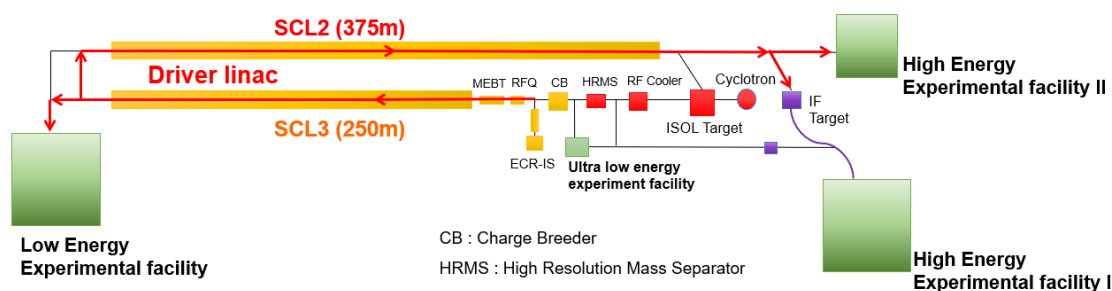 SCL2 (375m)
Driver linac
MEBT
RFQ
CB
HRMS
RF Cooler
Cyclotron
High Energy
Experimental facility II
IF
Target
ISOL Target
SCL3 (250m)
ECR-IS
Ultra low energy
experiment facility
Low Energy
Experimental facility
CB : Charge Breeder
HRMS : High Resolution Mass Separator
High Energy
Experimental facility I